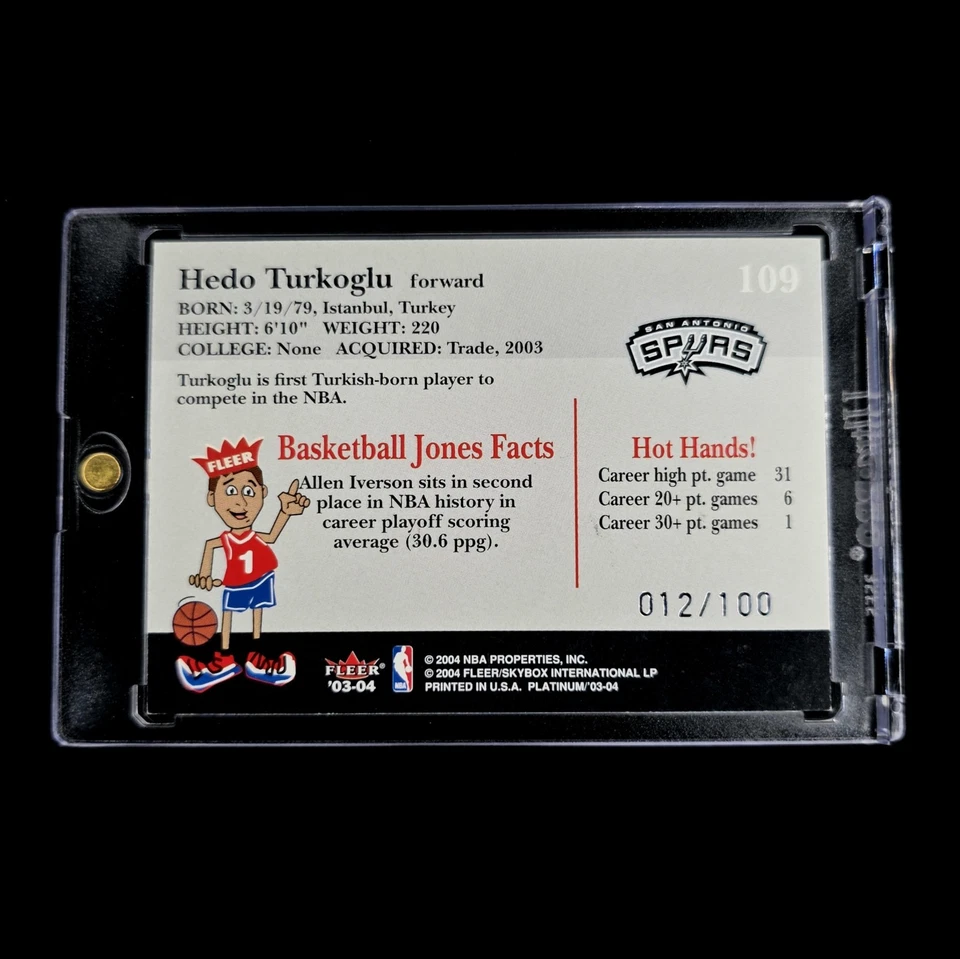 Hedo Turkoglu forward
109
BORN: 3/19/79, Istanbul, Turkey
HEIGHT: 6'10" WEIGHT: 220
COLLEGE: None ACQUIRED: Trade, 2003
SAN ANTONIO
SPURS
Turkoglu is first Turkish-born player to
compete in the NBA.
FLEER
1
Basketball Jones Facts
Allen Iverson sits in second
place in NBA history in
career playoff scoring
average (30.6 ppg).
Hot Hands!
Career high pt. game 31
Career 20+ pt. games 6
Career 30+ pt. games 1
012/100
FLEER®
'03-04
NBA
© 2004 NBA PROPERTIES, INC.
© 2004 FLEER/SKYBOX INTERNATIONAL LP
PRINTED IN U.S.A. PLATINUM/'03-04